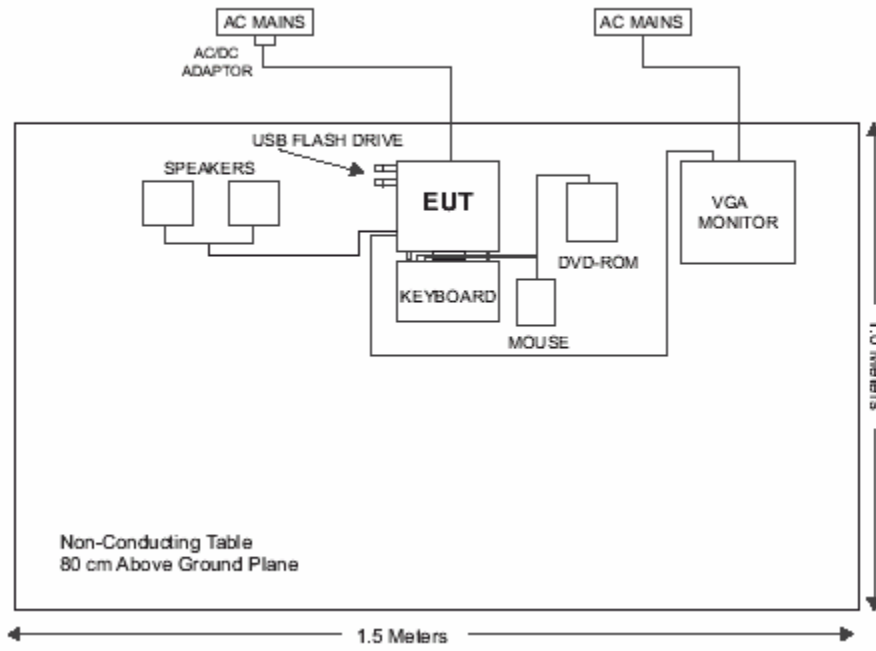 AC MAINS
AC MAINS
AC/DC
ADAPTOR
USB FLASH DRIVE
SPEAKERS
EUT
VGA
MONITOR
DVD-ROM
KEYBOARD
MOUSE
Meters
Non-Conducting Table
80 cm Above Ground Plane
1.5 Meters